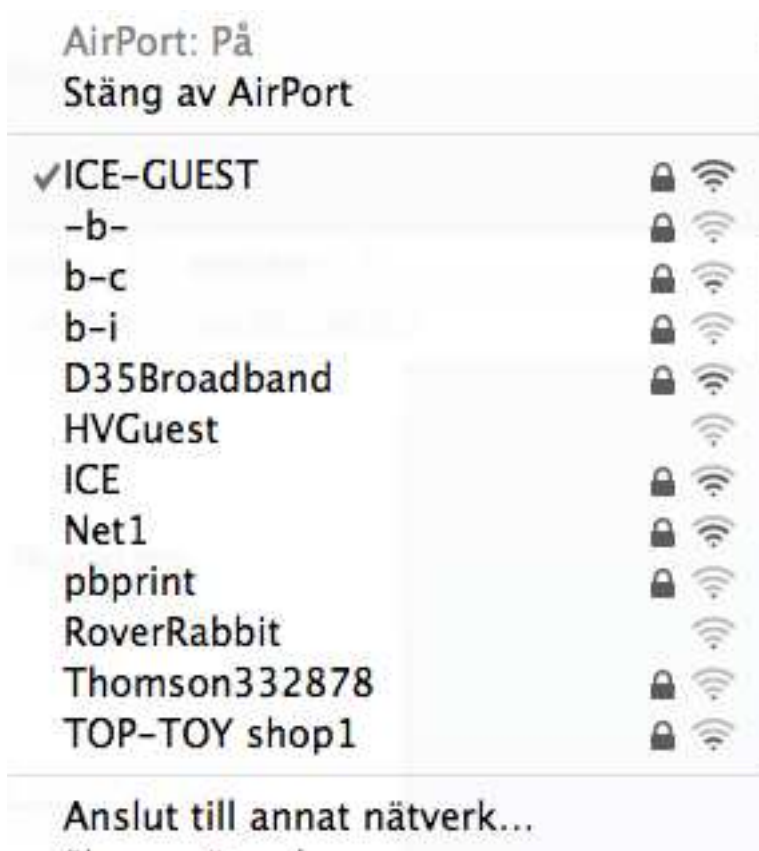 AirPort: På
Stäng av AirPort
ICE-GUEST
-b-
b-c
b-i
D35Broadband
HVGuest
ICE
Net1
pbprint
RoverRabbit
Thomson332878
TOP-TOY shop1
Anslut till annat nätverk...